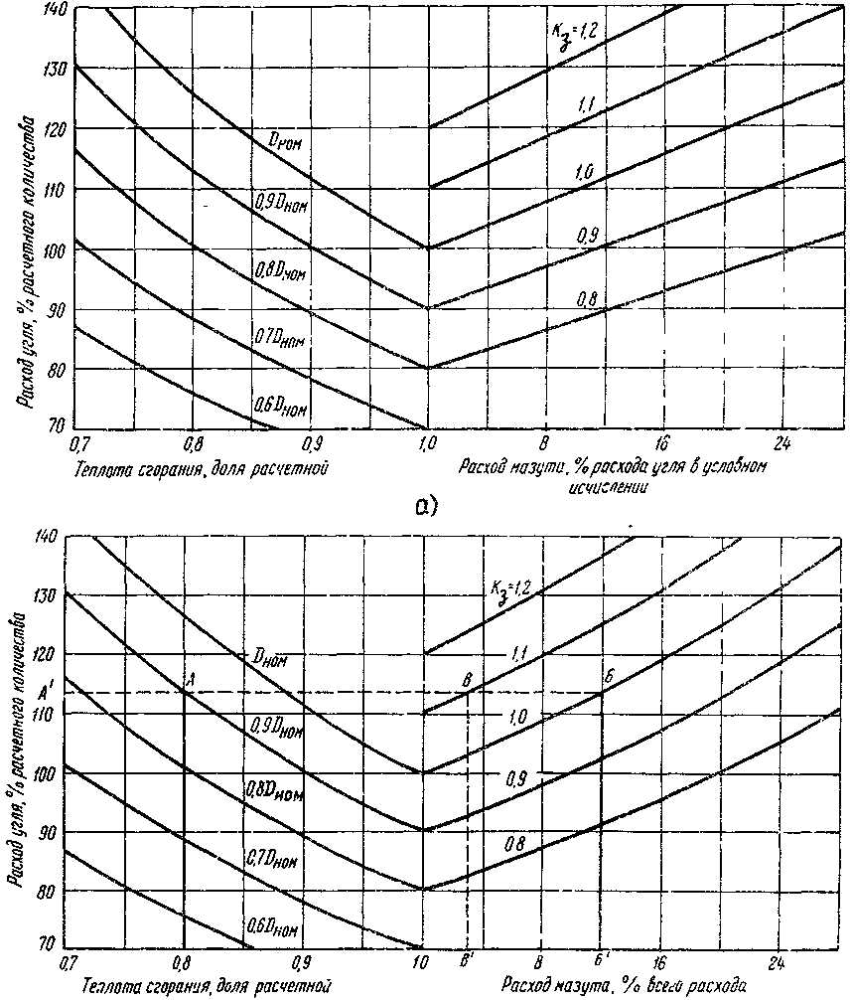 140
130
120
110
100
90
80
70
Расход угля, % расчетного количества
Dном
0,9Dном
0,8Dном
0,7Dном
0,6Dном
Kз=1,2
1,1
1,0
0,9
0,8
0,7 0,8 0,9 1,0 8 16 24
Теплота сгорания, доля расчетной
Расход мазута, % расхода угля в условном
исчислении
а)
140
130
120
A'
110
100
90
80
70
Расход угля, % расчетного количества
A
Dном
0,9Dном
0,8Dном
0,7Dном
0,6Dном
Kз=1,2
В
Б
1,1
1,0
0,9
0,8
0,7 0,8 0,9 1,0 В' 8 Б' 16 24
Теплота сгорания, доля расчетной
Расход мазута, % всего расхода